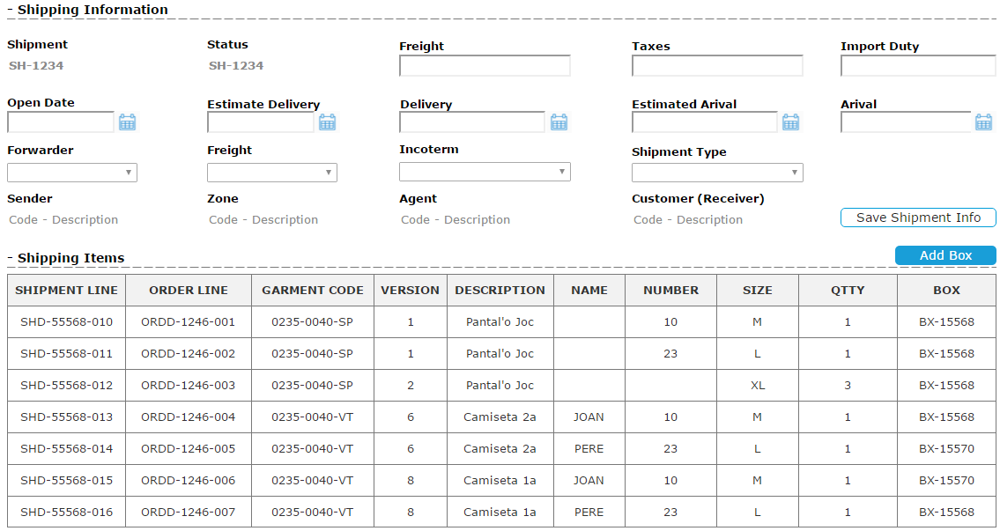 - Shipping Information
Shipment Status Freight Taxes Import Duty
SH-1234 SH-1234
Open Date Estimate Delivery Delivery Estimated Arival Arival
Forwarder Freight Incoterm Shipment Type
Sender Zone Agent Customer (Receiver)
Code - Description Code - Description Code - Description Code - Description Save Shipment Info
- Shipping Items Add Box
SHIPMENT LINE ORDER LINE GARMENT CODE VERSION DESCRIPTION NAME NUMBER SIZE QTTY BOX
SHD-55568-010 ORDD-1246-001 0235-0040-SP 1 Pantal'o Joc 10 M 1 BX-15568
SHD-55568-011 ORDD-1246-002 0235-0040-SP 1 Pantal'o Joc 23 L 1 BX-15568
SHD-55568-012 ORDD-1246-003 0235-0040-SP 2 Pantal'o Joc XL 3 BX-15568
SHD-55568-013 ORDD-1246-004 0235-0040-VT 6 Camiseta 2a JOAN 10 M 1 BX-15568
SHD-55568-014 ORDD-1246-005 0235-0040-VT 6 Camiseta 2a PERE 23 L 1 BX-15570
SHD-55568-015 ORDD-1246-006 0235-0040-VT 8 Camiseta 1a JOAN 10 M 1 BX-15570
SHD-55568-016 ORDD-1246-007 0235-0040-VT 8 Camiseta 1a PERE 23 L 1 BX-15568